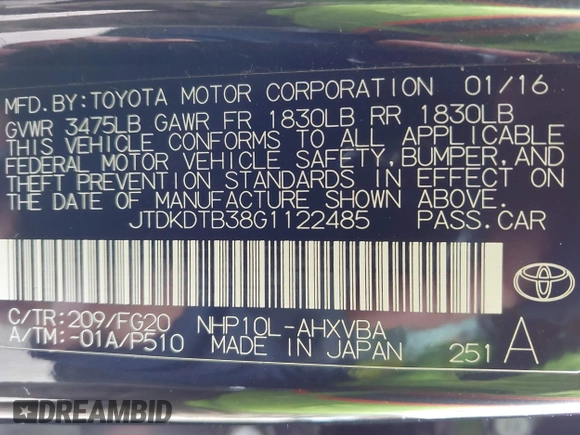 MFD.BY:TOYOTA MOTOR CORPORATION 01/16
GVWR 3475LB GAWR FR 1830LB RR 1830LB
THIS VEHICLE CONFORMS TO ALL APPLICABLE
FEDERAL MOTOR VEHICLE SAFETY,BUMPER,AND
THEFT PREVENTION STANDARDS IN EFFECT ON
THE DATE OF MANUFACTURE SHOWN ABOVE.
JTDKDTB38G1122485 PASS.CAR
C/TR:209/FG20 NHP10L-AHXVBA
A/TM:-01A/P510 MADE IN JAPAN 251 A
DREAMBID